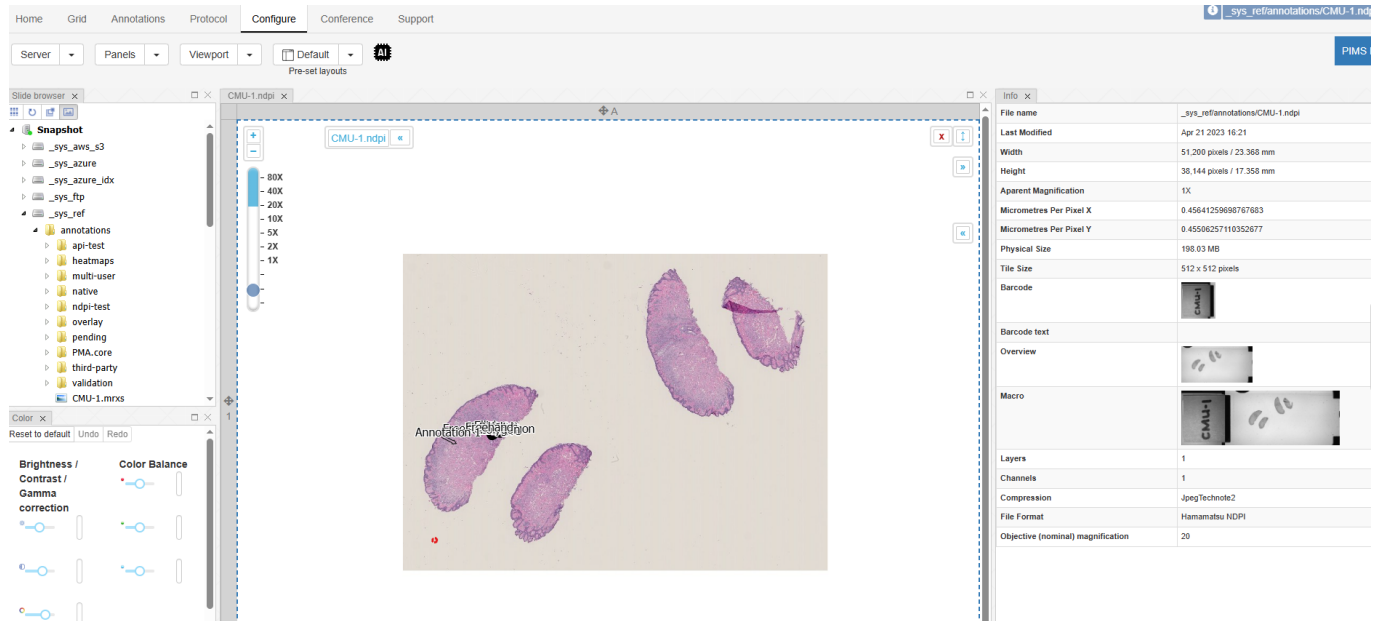 Home Grid Annotations Protocol Configure Conference Support
_sys_ref/annotations/CMU-1.nd
Server Panels Viewport Default AI
Pre-set layouts
PIMS
Slide browser x
Snapshot
_sys_aws_s3
_sys_azure
_sys_azure_idx
_sys_ftp
_sys_ref
annotations
api-test
heatmaps
multi-user
native
ndpi-test
overlay
pending
PMA.core
third-party
validation
CMU-1.mrxs
Color x
Reset to default Undo Redo
Brightness / Contrast / Gamma correction
Color Balance
CMU-1.ndpi x
A
1
+
−
CMU-1.ndpi «
x
»
«
80X
40X
20X
10X
5X
2X
1X
Annotation
Info x
File name _sys_ref/annotations/CMU-1.ndpi
Last Modified Apr 21 2023 16:21
Width 51,200 pixels / 23.368 mm
Height 38,144 pixels / 17.358 mm
Aparent Magnification 1X
Micrometres Per Pixel X 0.45641259698767683
Micrometres Per Pixel Y 0.45506257110352677
Physical Size 198.03 MB
Tile Size 512 x 512 pixels
Barcode
CMU-1
Barcode text
Overview
Macro
CMU-1
Layers 1
Channels 1
Compression JpegTechnote2
File Format Hamamatsu NDPI
Objective (nominal) magnification 20